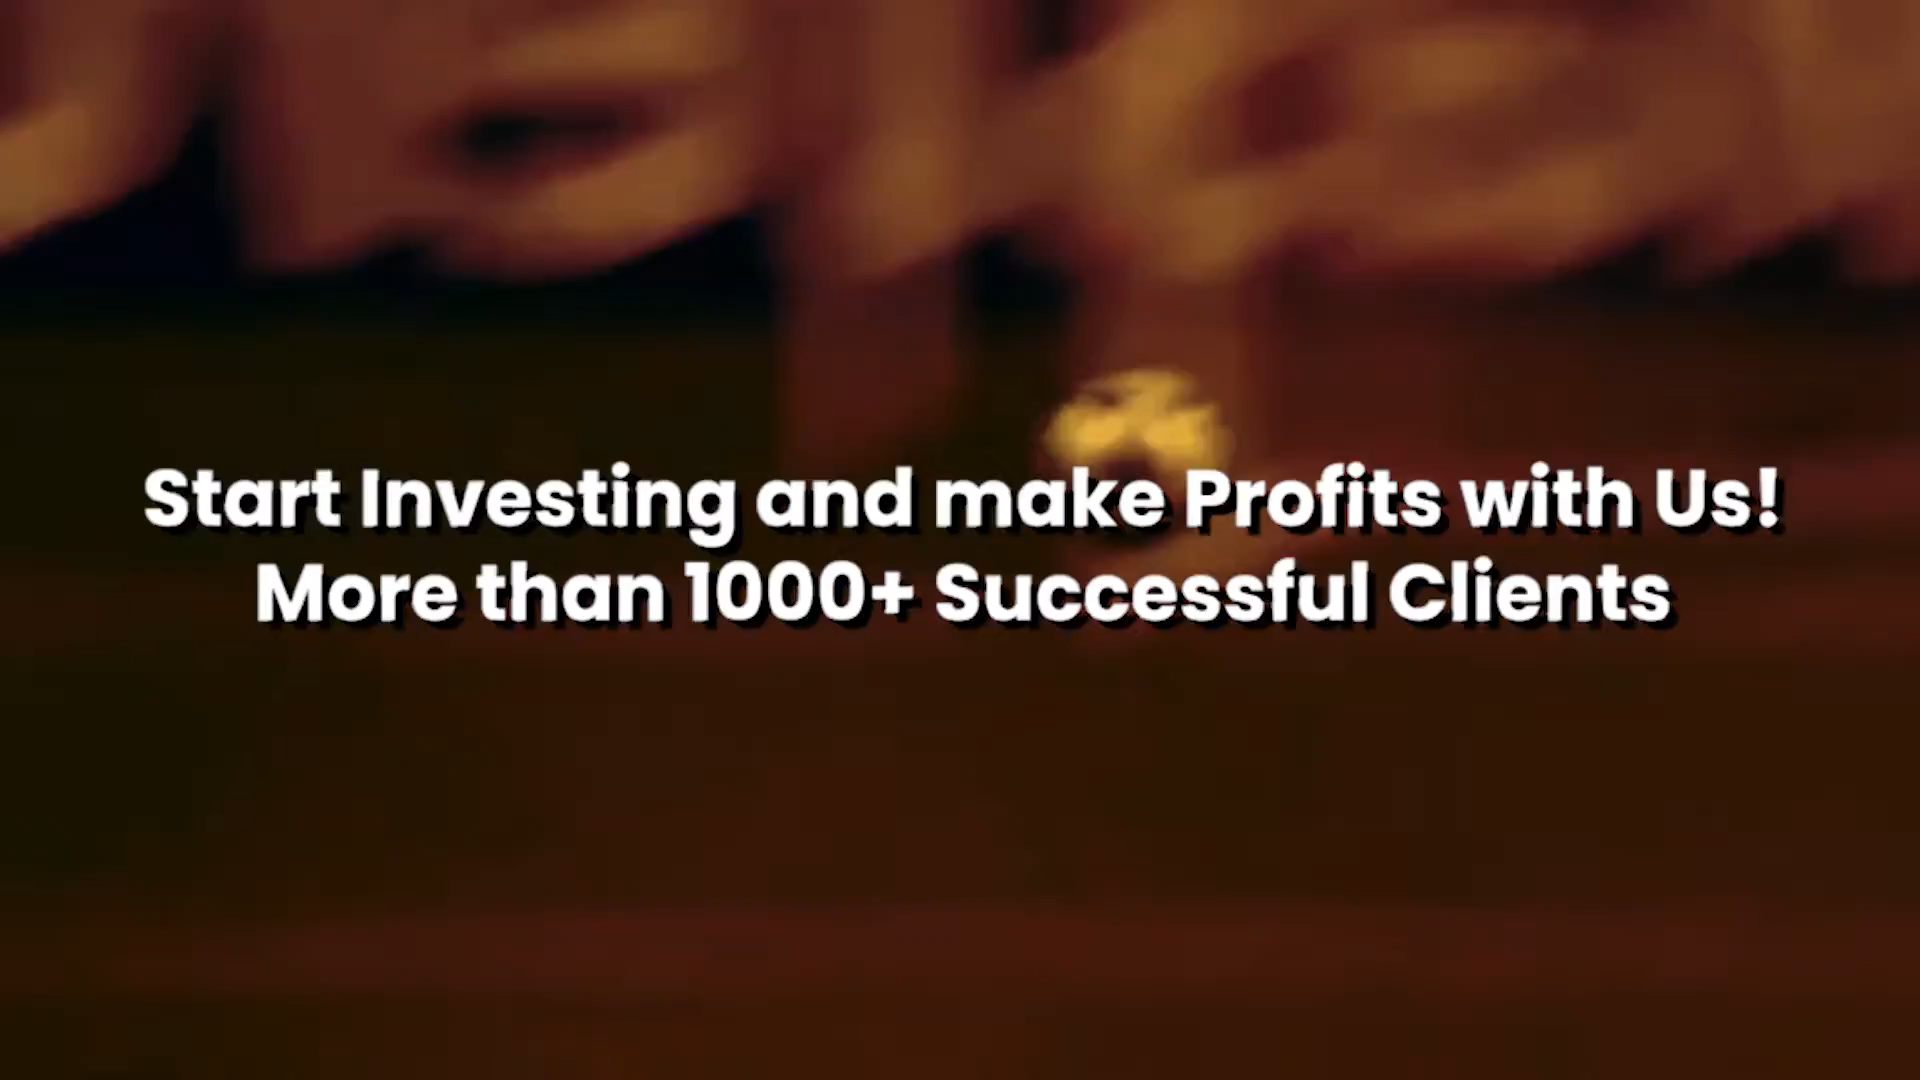 Start Investing and make Profits with Us!
More than 1000+ Successful Clients